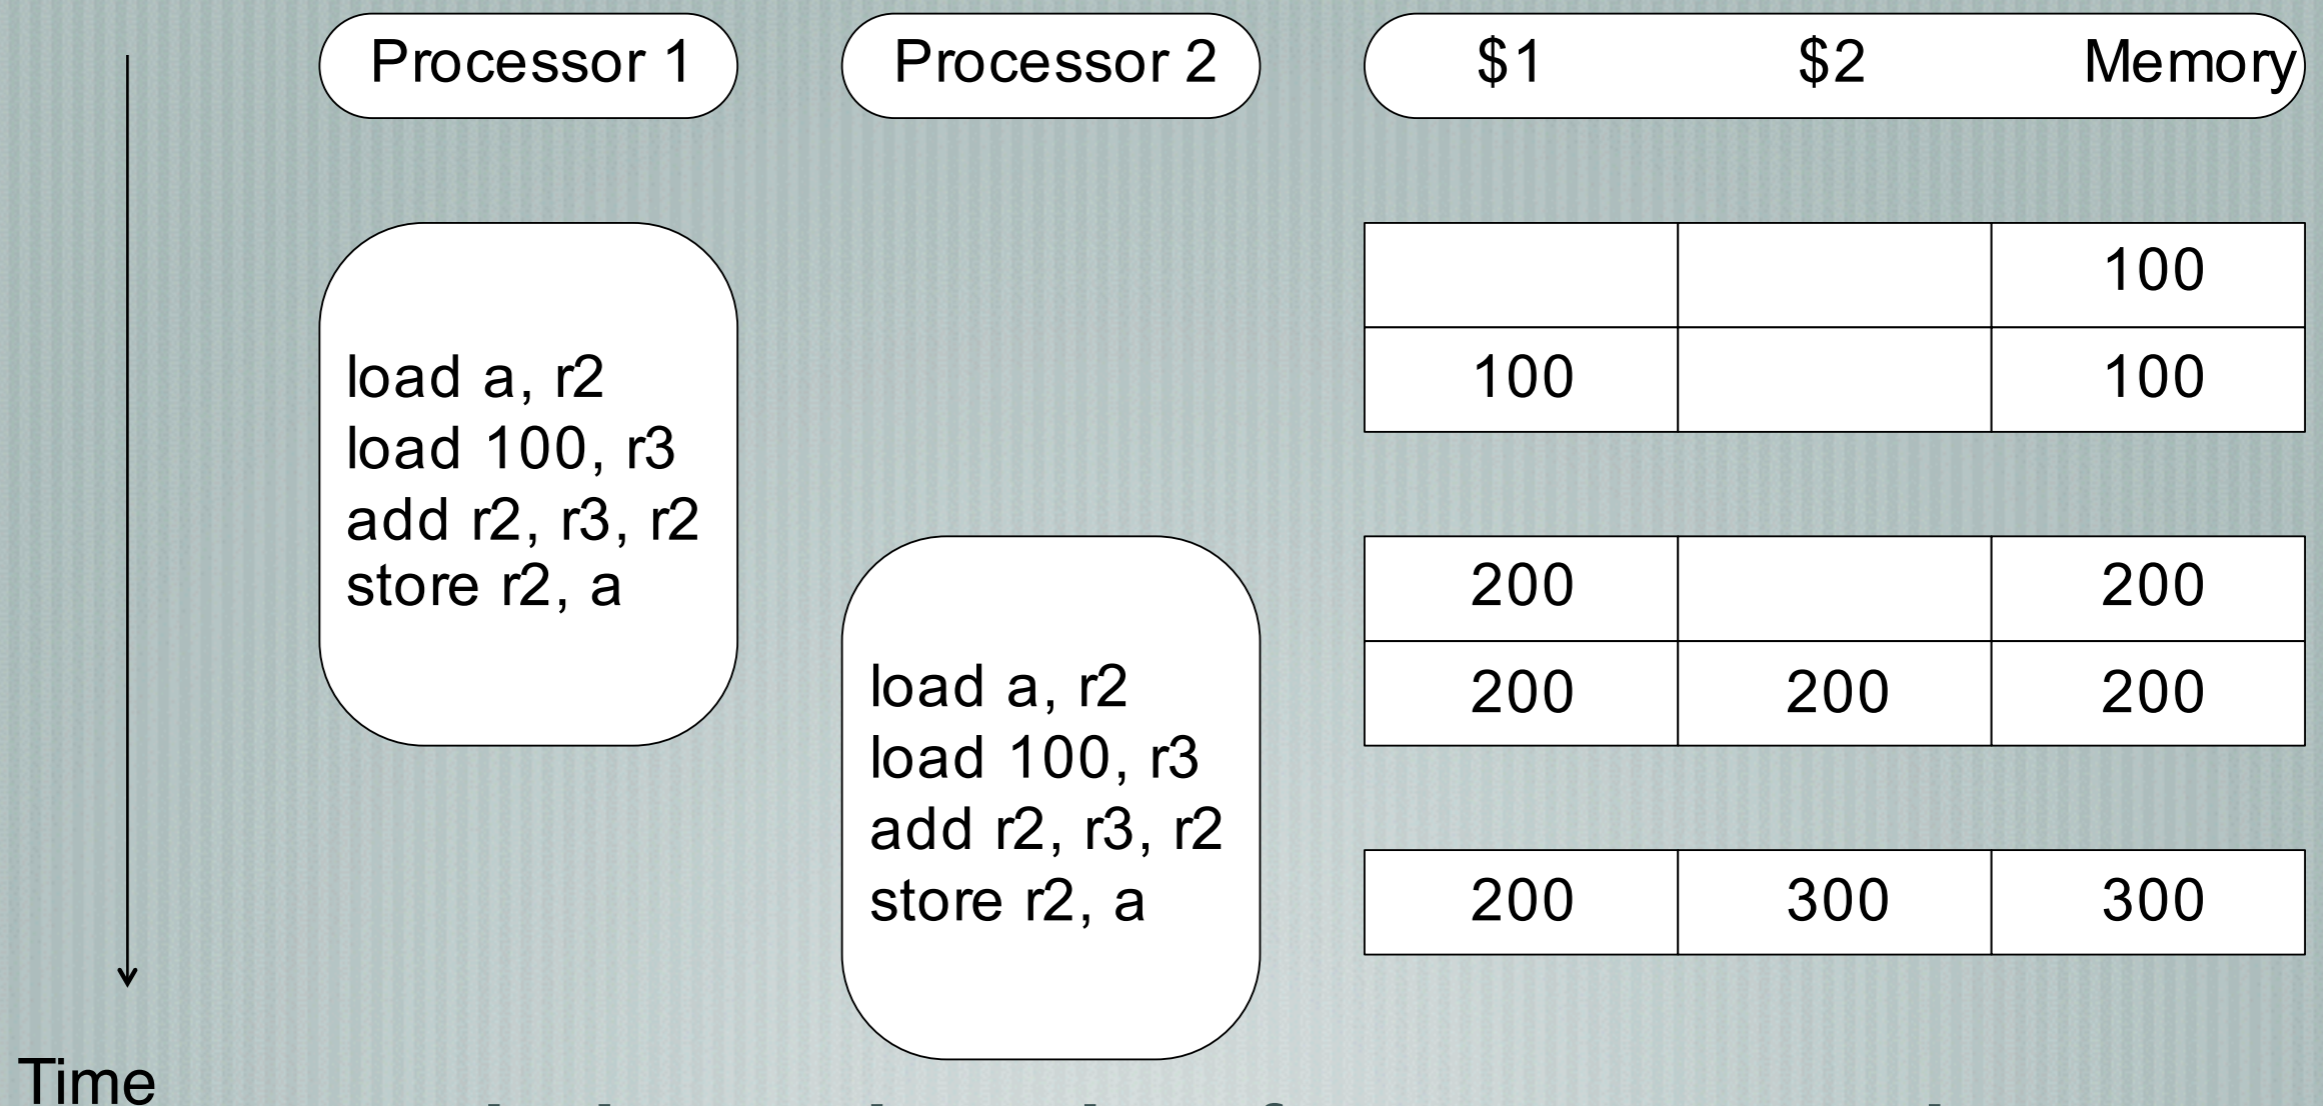 Processor 1 Processor 2 $1 $2 Memory
100
load a, r2
load 100, r3
add r2, r3, r2
store r2, a
100 100
200 200
load a, r2
load 100, r3
add r2, r3, r2
store r2, a
200 200 200
200 300 300
Time